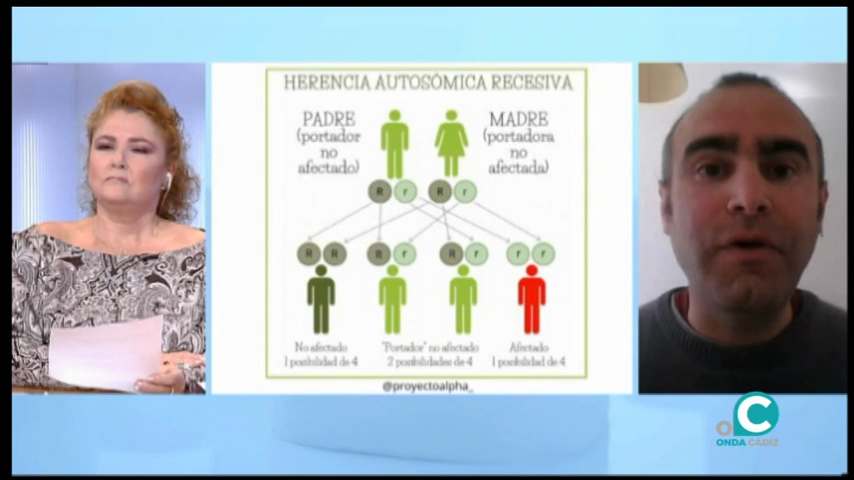 HERENCIA AUTOSÓMICA RECESIVA
PADRE
(portador
no
afectado)
MADRE
(portadora
no
afectada)
R r R r
R R R r R r r r
No afectado
1 posibilidad de 4
"Portador" no afectado
2 posibilidades de 4
Afectado
1 posibilidad de 4
@proyectoalpha_
oC
ONDA CÁDIZ